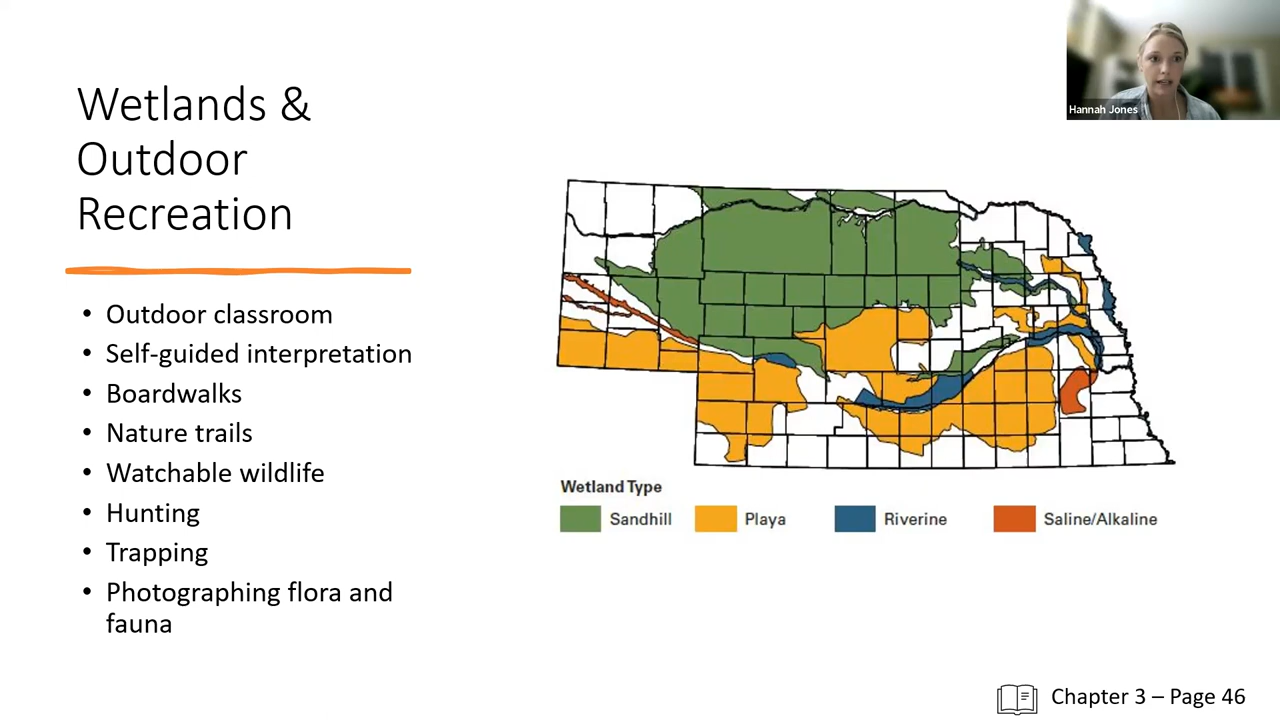 Wetlands &
Outdoor
Recreation
• Outdoor classroom
• Self-guided interpretation
• Boardwalks
• Nature trails
• Watchable wildlife
• Hunting
• Trapping
• Photographing flora and
fauna
Hannah Jones
Wetland Type
Sandhill Playa Riverine Saline/Alkaline
Chapter 3 – Page 46